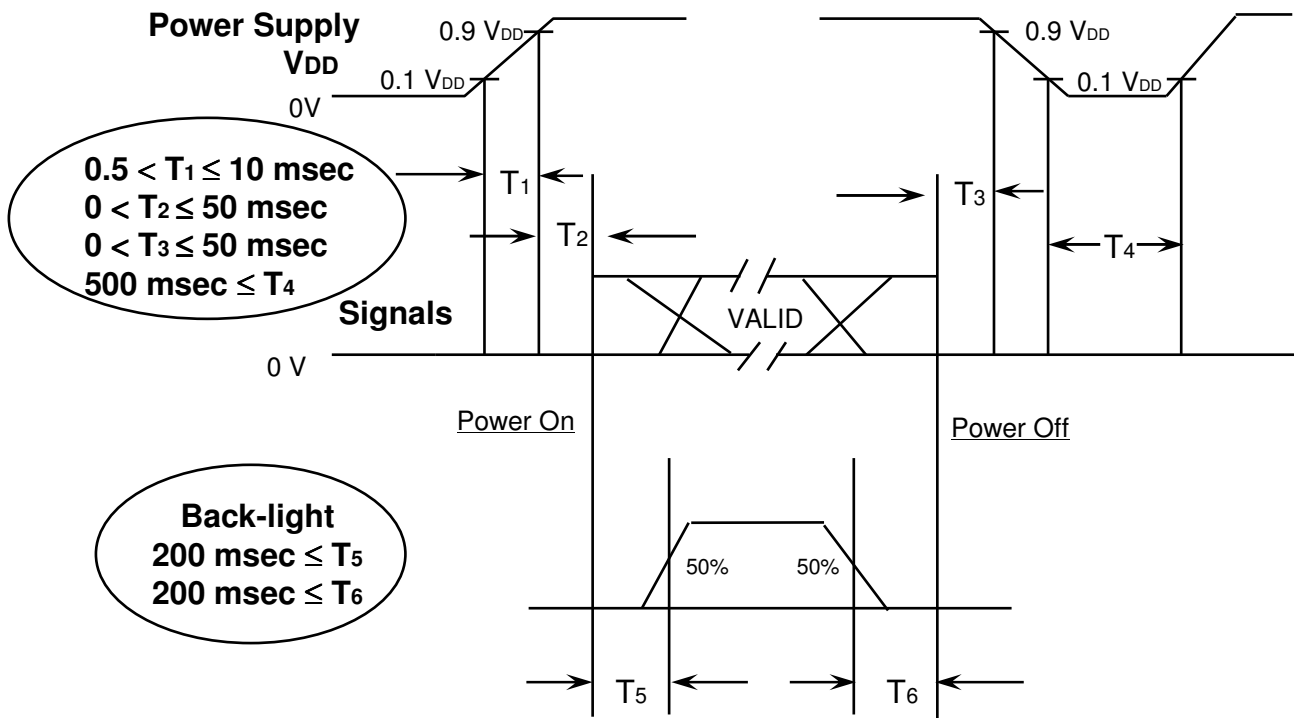 Power Supply
VDD
0.9 VDD
0.1 VDD
0V
0.9 VDD
0.1 VDD
0.5 < T1 ≤ 10 msec
0 < T2 ≤ 50 msec
0 < T3 ≤ 50 msec
500 msec ≤ T4
T1
T2
T3
T4
Signals
VALID
0 V
Power On
Power Off
Back-light
200 msec ≤ T5
200 msec ≤ T6
50%
50%
T5
T6